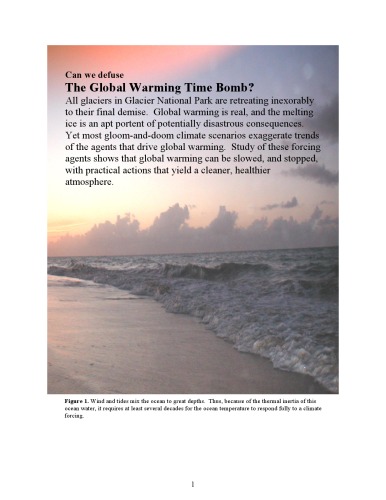 Can we defuse
The Global Warming Time Bomb?
All glaciers in Glacier National Park are retreating inexorably
to their final demise.  Global warming is real, and the melting
ice is an apt portent of potentially disastrous consequences.
Yet most gloom-and-doom climate scenarios exaggerate trends
of the agents that drive global warming.  Study of these forcing
agents shows that global warming can be slowed, and stopped,
with practical actions that yield a cleaner, healthier
atmosphere.
Figure 1. Wind and tides mix the ocean to great depths.  Thus, because of the thermal inertia of this
ocean water, it requires at least several decades for the ocean temperature to respond fully to a climate
forcing.
1